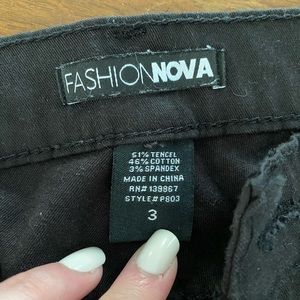 FASHIONNOVA
51% TENCEL
46% COTTON
3% SPANDEX
MADE IN CHINA
RN# 139867
STYLE# P803
3